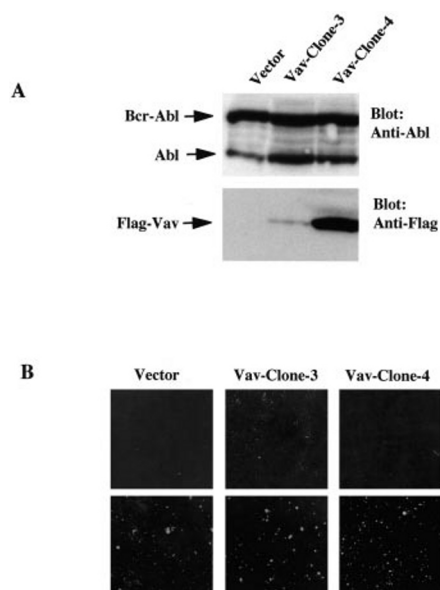 Vector
Vav-Clone-3
Vav-Clone-4
A
Bcr-Abl
Blot:
Anti-Abl
Abl
Flag-Vav
Blot:
Anti-Flag
B
Vector
Vav-Clone-3
Vav-Clone-4